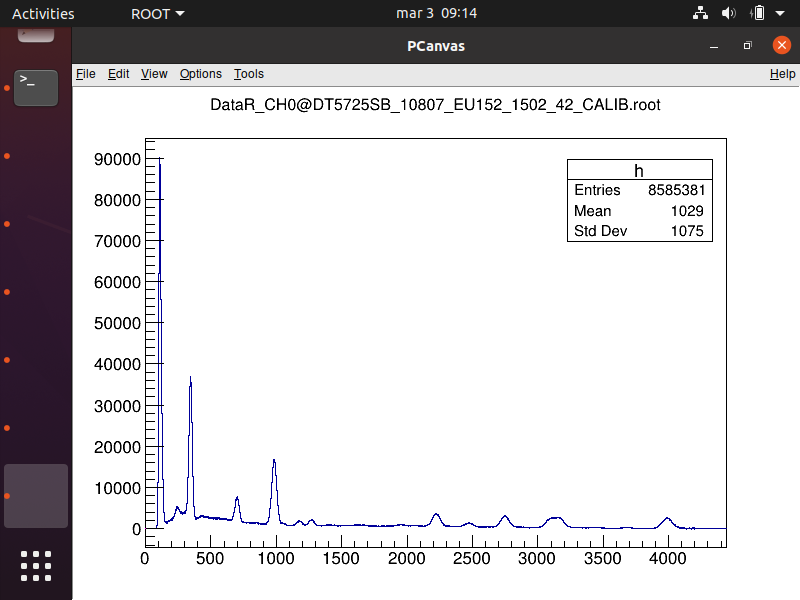 Activities ROOT mar 3 09:14
PCanvas
File Edit View Options Tools Help
DataR_CH0@DT5725SB_10807_EU152_1502_42_CALIB.root
h
Entries 8585381
Mean 1029
Std Dev 1075
90000
80000
70000
60000
50000
40000
30000
20000
10000
0
0 500 1000 1500 2000 2500 3000 3500 4000
>_